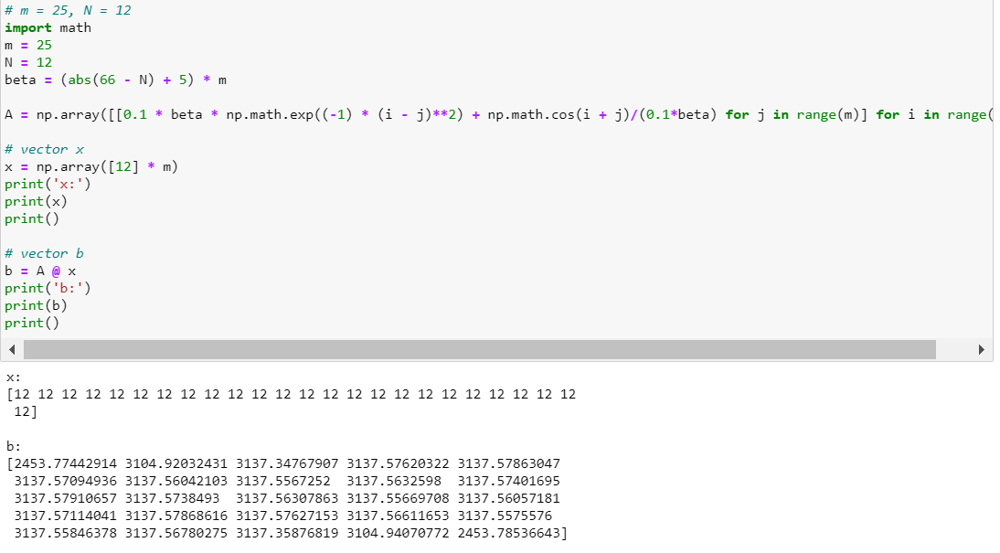 # m = 25, N = 12
import math
m = 25
N = 12
beta = (abs(66 - N) + 5) * m

A = np.array([[0.1 * beta * np.math.exp((-1) * (i - j)**2) + np.math.cos(i + j)/(0.1*beta) for j in range(m)] for i in range(

# vector x
x = np.array([12] * m)
print('x:')
print(x)
print()

# vector b
b = A @ x
print('b:')
print(b)
print()

x:
[12 12 12 12 12 12 12 12 12 12 12 12 12 12 12 12 12 12 12 12 12 12 12 12
 12]

b:
[2453.77442914 3104.92032431 3137.34767907 3137.57620322 3137.57863047
 3137.57094936 3137.56042103 3137.5567252  3137.5632598  3137.57401695
 3137.57910657 3137.5738493  3137.56307863 3137.55669708 3137.56057181
 3137.57114041 3137.57868616 3137.57627153 3137.56611653 3137.5575576
 3137.55846378 3137.56780275 3137.35876819 3104.94070772 2453.78536643]